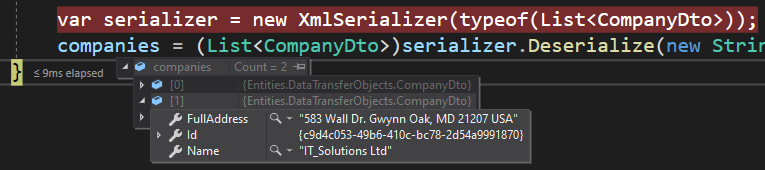 var serializer = new XmlSerializer(typeof(List<CompanyDto>));
companies = (List<CompanyDto>)serializer.Deserialize(new Strin
} ≤ 9ms elapsed
companies Count = 2
[0] {Entities.DataTransferObjects.CompanyDto}
[1] {Entities.DataTransferObjects.CompanyDto}
FullAddress "583 Wall Dr. Gwynn Oak, MD 21207 USA"
Id {c9d4c053-49b6-410c-bc78-2d54a9991870}
Name "IT_Solutions Ltd"